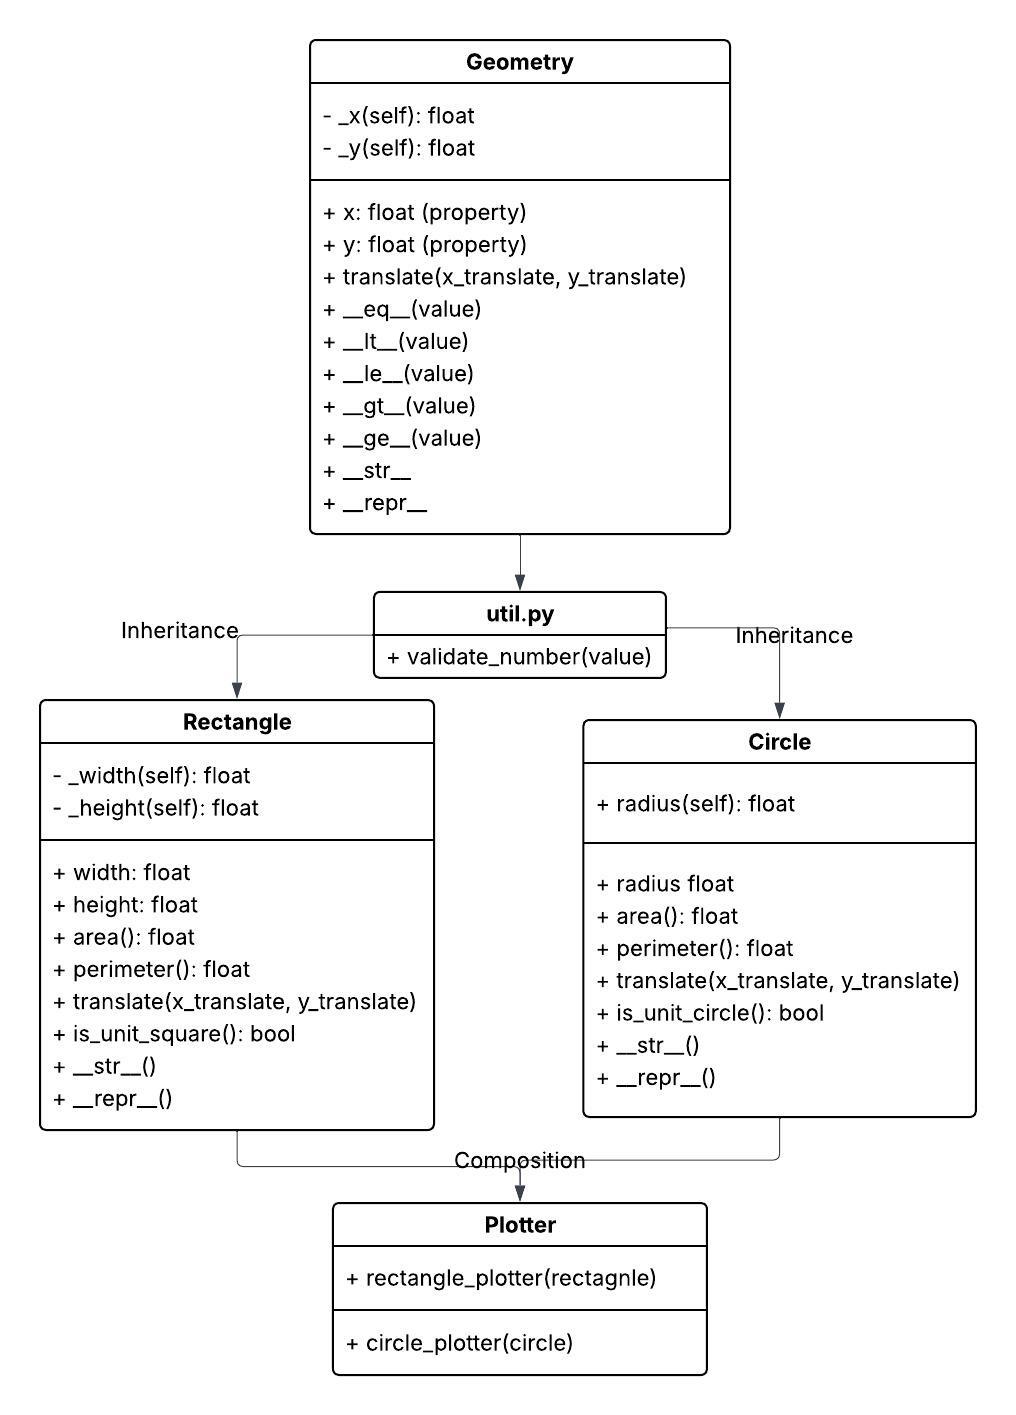 Geometry
- _x(self): float
- _y(self): float
+ x: float (property)
+ y: float (property)
+ translate(x_translate, y_translate)
+ __eq__(value)
+ __lt__(value)
+ __le__(value)
+ __gt__(value)
+ __ge__(value)
+ __str__
+ __repr__
util.py
+ validate_number(value)
Inheritance
Inheritance
Rectangle
- _width(self): float
- _height(self): float
+ width: float
+ height: float
+ area(): float
+ perimeter(): float
+ translate(x_translate, y_translate)
+ is_unit_square(): bool
+ __str__()
+ __repr__()
Circle
+ radius(self): float
+ radius float
+ area(): float
+ perimeter(): float
+ translate(x_translate, y_translate)
+ is_unit_circle(): bool
+ __str__()
+ __repr__()
Composition
Plotter
+ rectangle_plotter(rectagnle)
+ circle_plotter(circle)